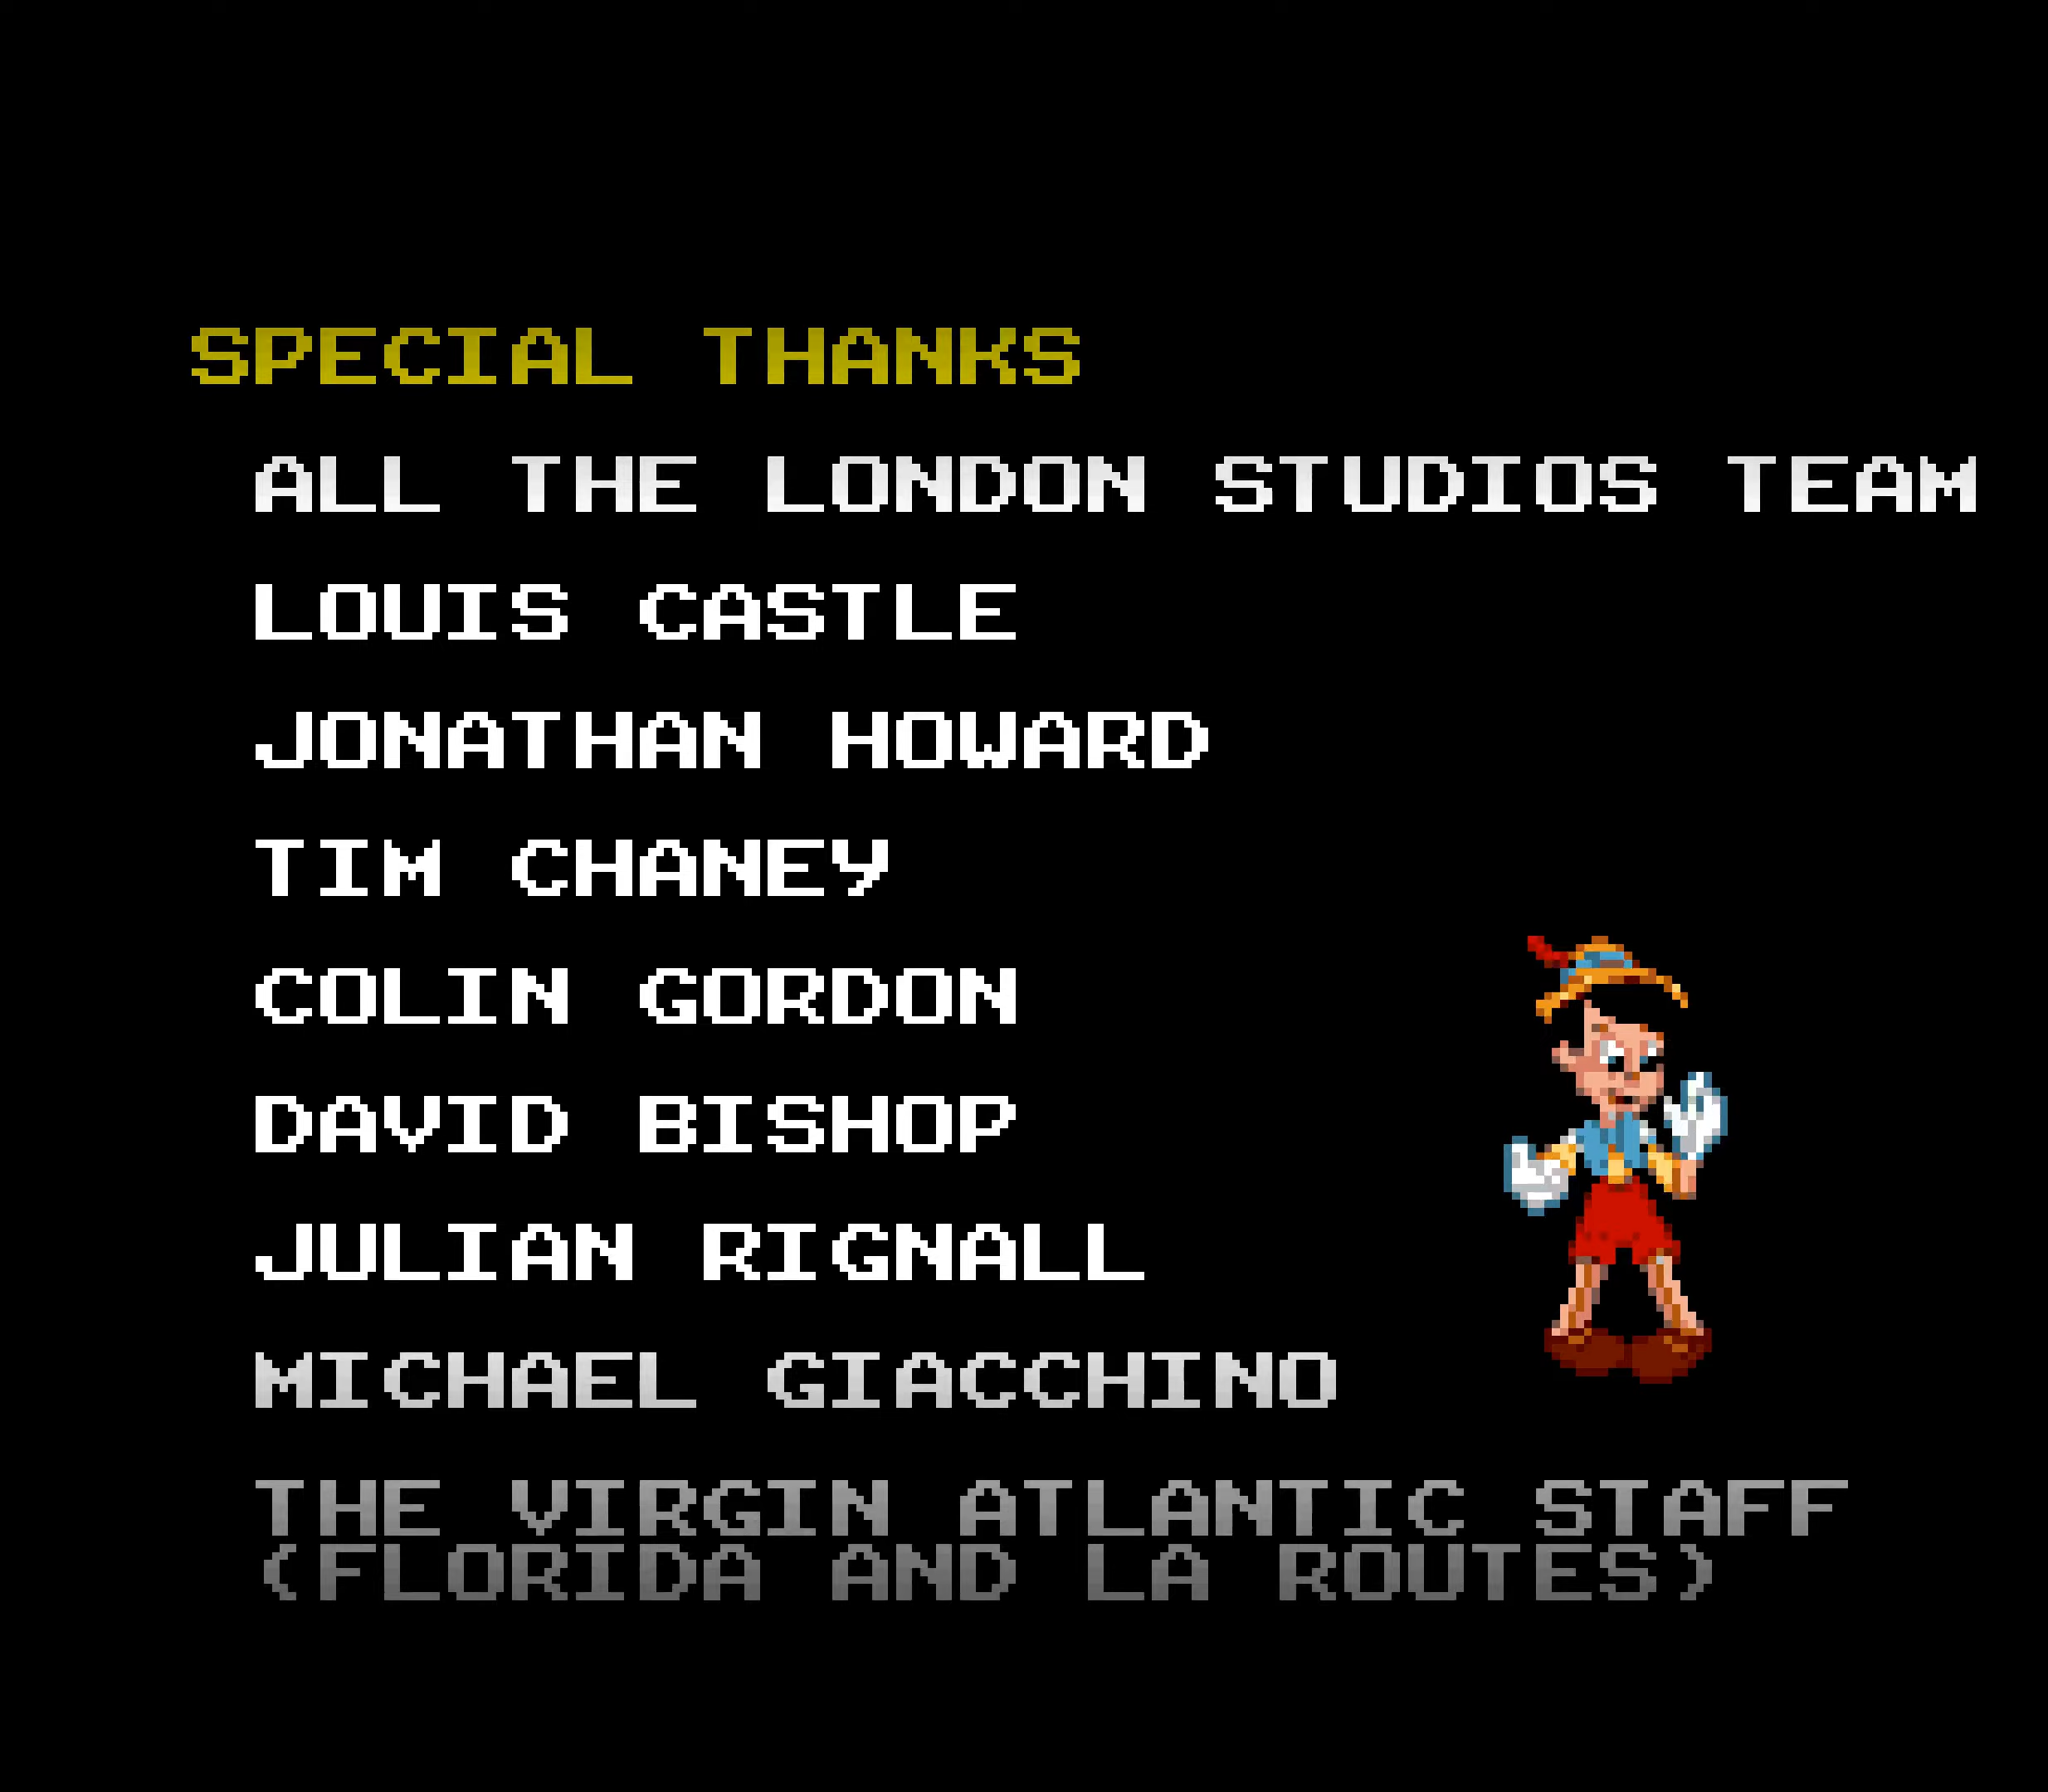 SPECIAL THANKS
ALL THE LONDON STUDIOS TEAM
LOUIS CASTLE
JONATHAN HOWARD
TIM CHANEY
COLIN GORDON
DAVID BISHOP
JULIAN RIGNALL
MICHAEL GIACCHINO
THE VIRGIN ATLANTIC STAFF
(FLORIDA AND LA ROUTES)